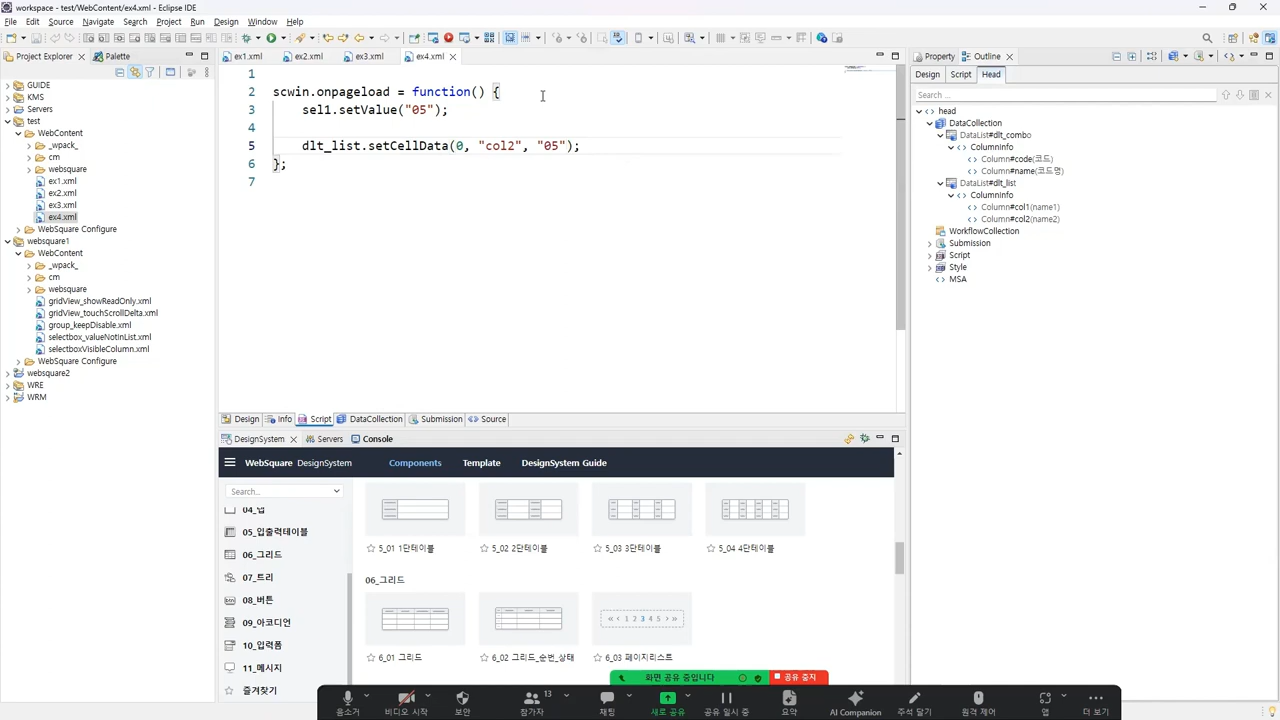 workspace - test/WebContent/ex4.xml - Eclipse IDE
File Edit Source Navigate Search Project Run Design Window Help
Project Explorer Palette
ex1.xml ex2.xml ex3.xml ex4.xml
Property Outline
Design Script Head
Search ...
GUIDE
KMS
Servers
test
WebContent
_wpack_
cm
websquare
ex1.xml
ex2.xml
ex3.xml
ex4.xml
WebSquare Configure
websquare1
WebContent
_wpack_
cm
websquare
gridView_showReadOnly.xml
gridView_touchScrollDelta.xml
group_keepDisable.xml
selectbox_valueNotInList.xml
selectboxVisibleColumn.xml
WebSquare Configure
websquare2
WRE
WRM
1
2 scwin.onpageload = function() {
3 sel1.setValue("05");
4
5 dlt_list.setCellData(0, "col2", "05");
6 };
7
head
DataCollection
DataList#dlt_combo
ColumnInfo
Column#code(코드)
Column#name(코드명)
DataList#dlt_list
ColumnInfo
Column#col1(name1)
Column#col2(name2)
WorkflowCollection
Submission
Script
Style
MSA
Design Info Script DataCollection Submission Source
DesignSystem Servers Console
WebSquare DesignSystem Components Template DesignSystem Guide
Search...
04_탭
05_입출력테이블
06_그리드
07_트리
08_버튼
09_아코디언
10_입력폼
11_메시지
즐겨찾기
5_01 1단테이블 5_02 2단테이블 5_03 3단테이블 5_04 4단테이블
06_그리드
« ‹ 1 2 3 4 5 › »
6_01 그리드 6_02 그리드_순번_상태 6_03 페이지리스트
화면 공유 중입니다 공유 중지
13
음소거 비디오 시작 보안 참가자 채팅 새로 공유 공유 일시 중지 요약 AI Companion 주석 달기 원격 제어 앱 더 보기